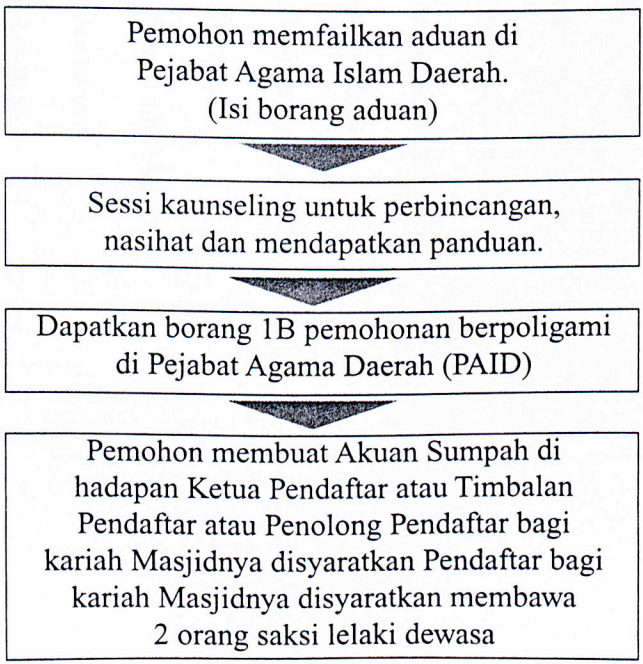 Pemohon memfailkan aduan di
Pejabat Agama Islam Daerah.
(Isi borang aduan)
Sessi kaunseling untuk perbincangan,
nasihat dan mendapatkan panduan.
Dapatkan borang 1B pemohonan berpoligami
di Pejabat Agama Daerah (PAID)
Pemohon membuat Akuan Sumpah di
hadapan Ketua Pendaftar atau Timbalan
Pendaftar atau Penolong Pendaftar bagi
kariah Masjidnya disyaratkan Pendaftar bagi
kariah Masjidnya disyaratkan membawa
2 orang saksi lelaki dewasa